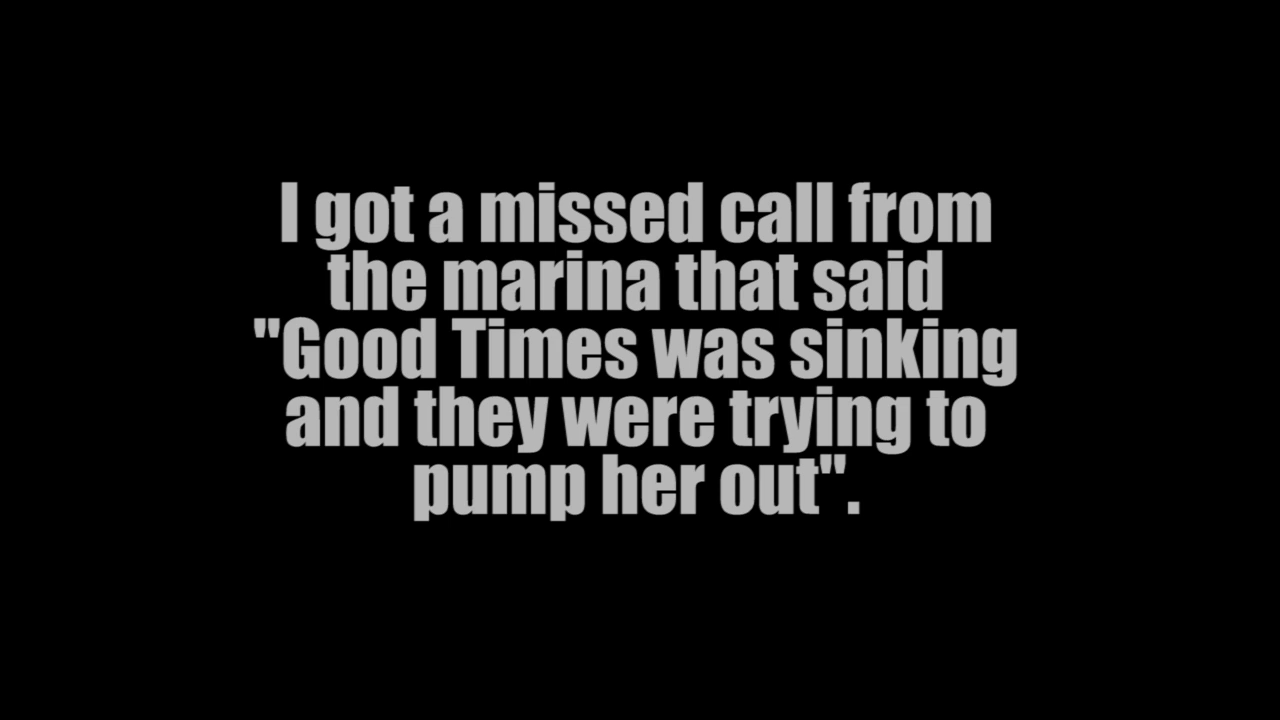 I got a missed call from
the marina that said
"Good Times was sinking
and they were trying to
pump her out".